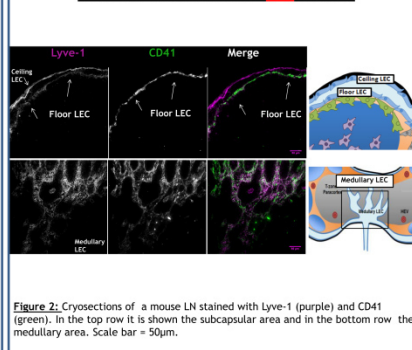 Lyve-1 CD41 Merge
Ceiling LEC
Floor LEC
Floor LEC
Floor LEC
Ceiling LEC
Floor LEC
Medullary LEC
Medullary LEC
Medullary LEC
Figure 2: Cryosections of a mouse LN stained with Lyve-1 (purple) and CD41
(green). In the top row it is shown the subcapsular area and in the bottom row the
medullary area. Scale bar = 50µm.